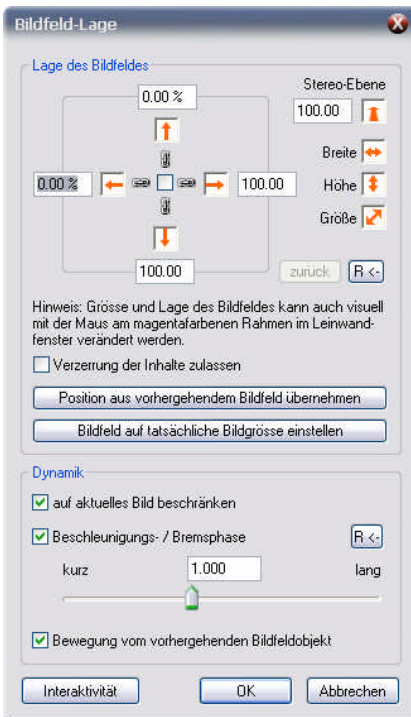 Bildfeld-Lage
Lage des Bildfeldes
0.00 %
Stereo-Ebene
100.00
Breite
0.00 %
100.00
Höhe
Größe
100.00
zurück
R <-
Hinweis: Grösse und Lage des Bildfeldes kann auch visuell
mit der Maus am magentafarbenen Rahmen im Leinwand-
fenster verändert werden.
Verzerrung der Inhalte zulassen
Position aus vorhergehendem Bildfeld übernehmen
Bildfeld auf tatsächliche Bildgrösse einstellen
Dynamik
auf aktuelles Bild beschränken
Beschleunigungs- / Bremsphase
R <-
kurz
1.000
lang
Bewegung vom vorhergehenden Bildfeldobjekt
Interaktivität
OK
Abbrechen